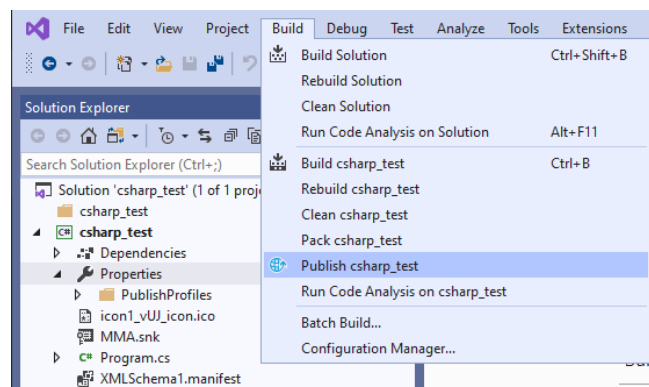 File Edit View Project Build Debug Test Analyze Tools Extensions
Build Solution Ctrl+Shift+B
Rebuild Solution
Clean Solution
Run Code Analysis on Solution Alt+F11
Build csharp_test Ctrl+B
Rebuild csharp_test
Clean csharp_test
Pack csharp_test
Publish csharp_test
Run Code Analysis on csharp_test
Batch Build...
Configuration Manager...
Solution Explorer
Search Solution Explorer (Ctrl+;)
Solution 'csharp_test' (1 of 1 proj
csharp_test
C# csharp_test
Dependencies
Properties
PublishProfiles
icon1_vUJ_icon.ico
MMA.snk
C# Program.cs
XMLSchema1.manifest